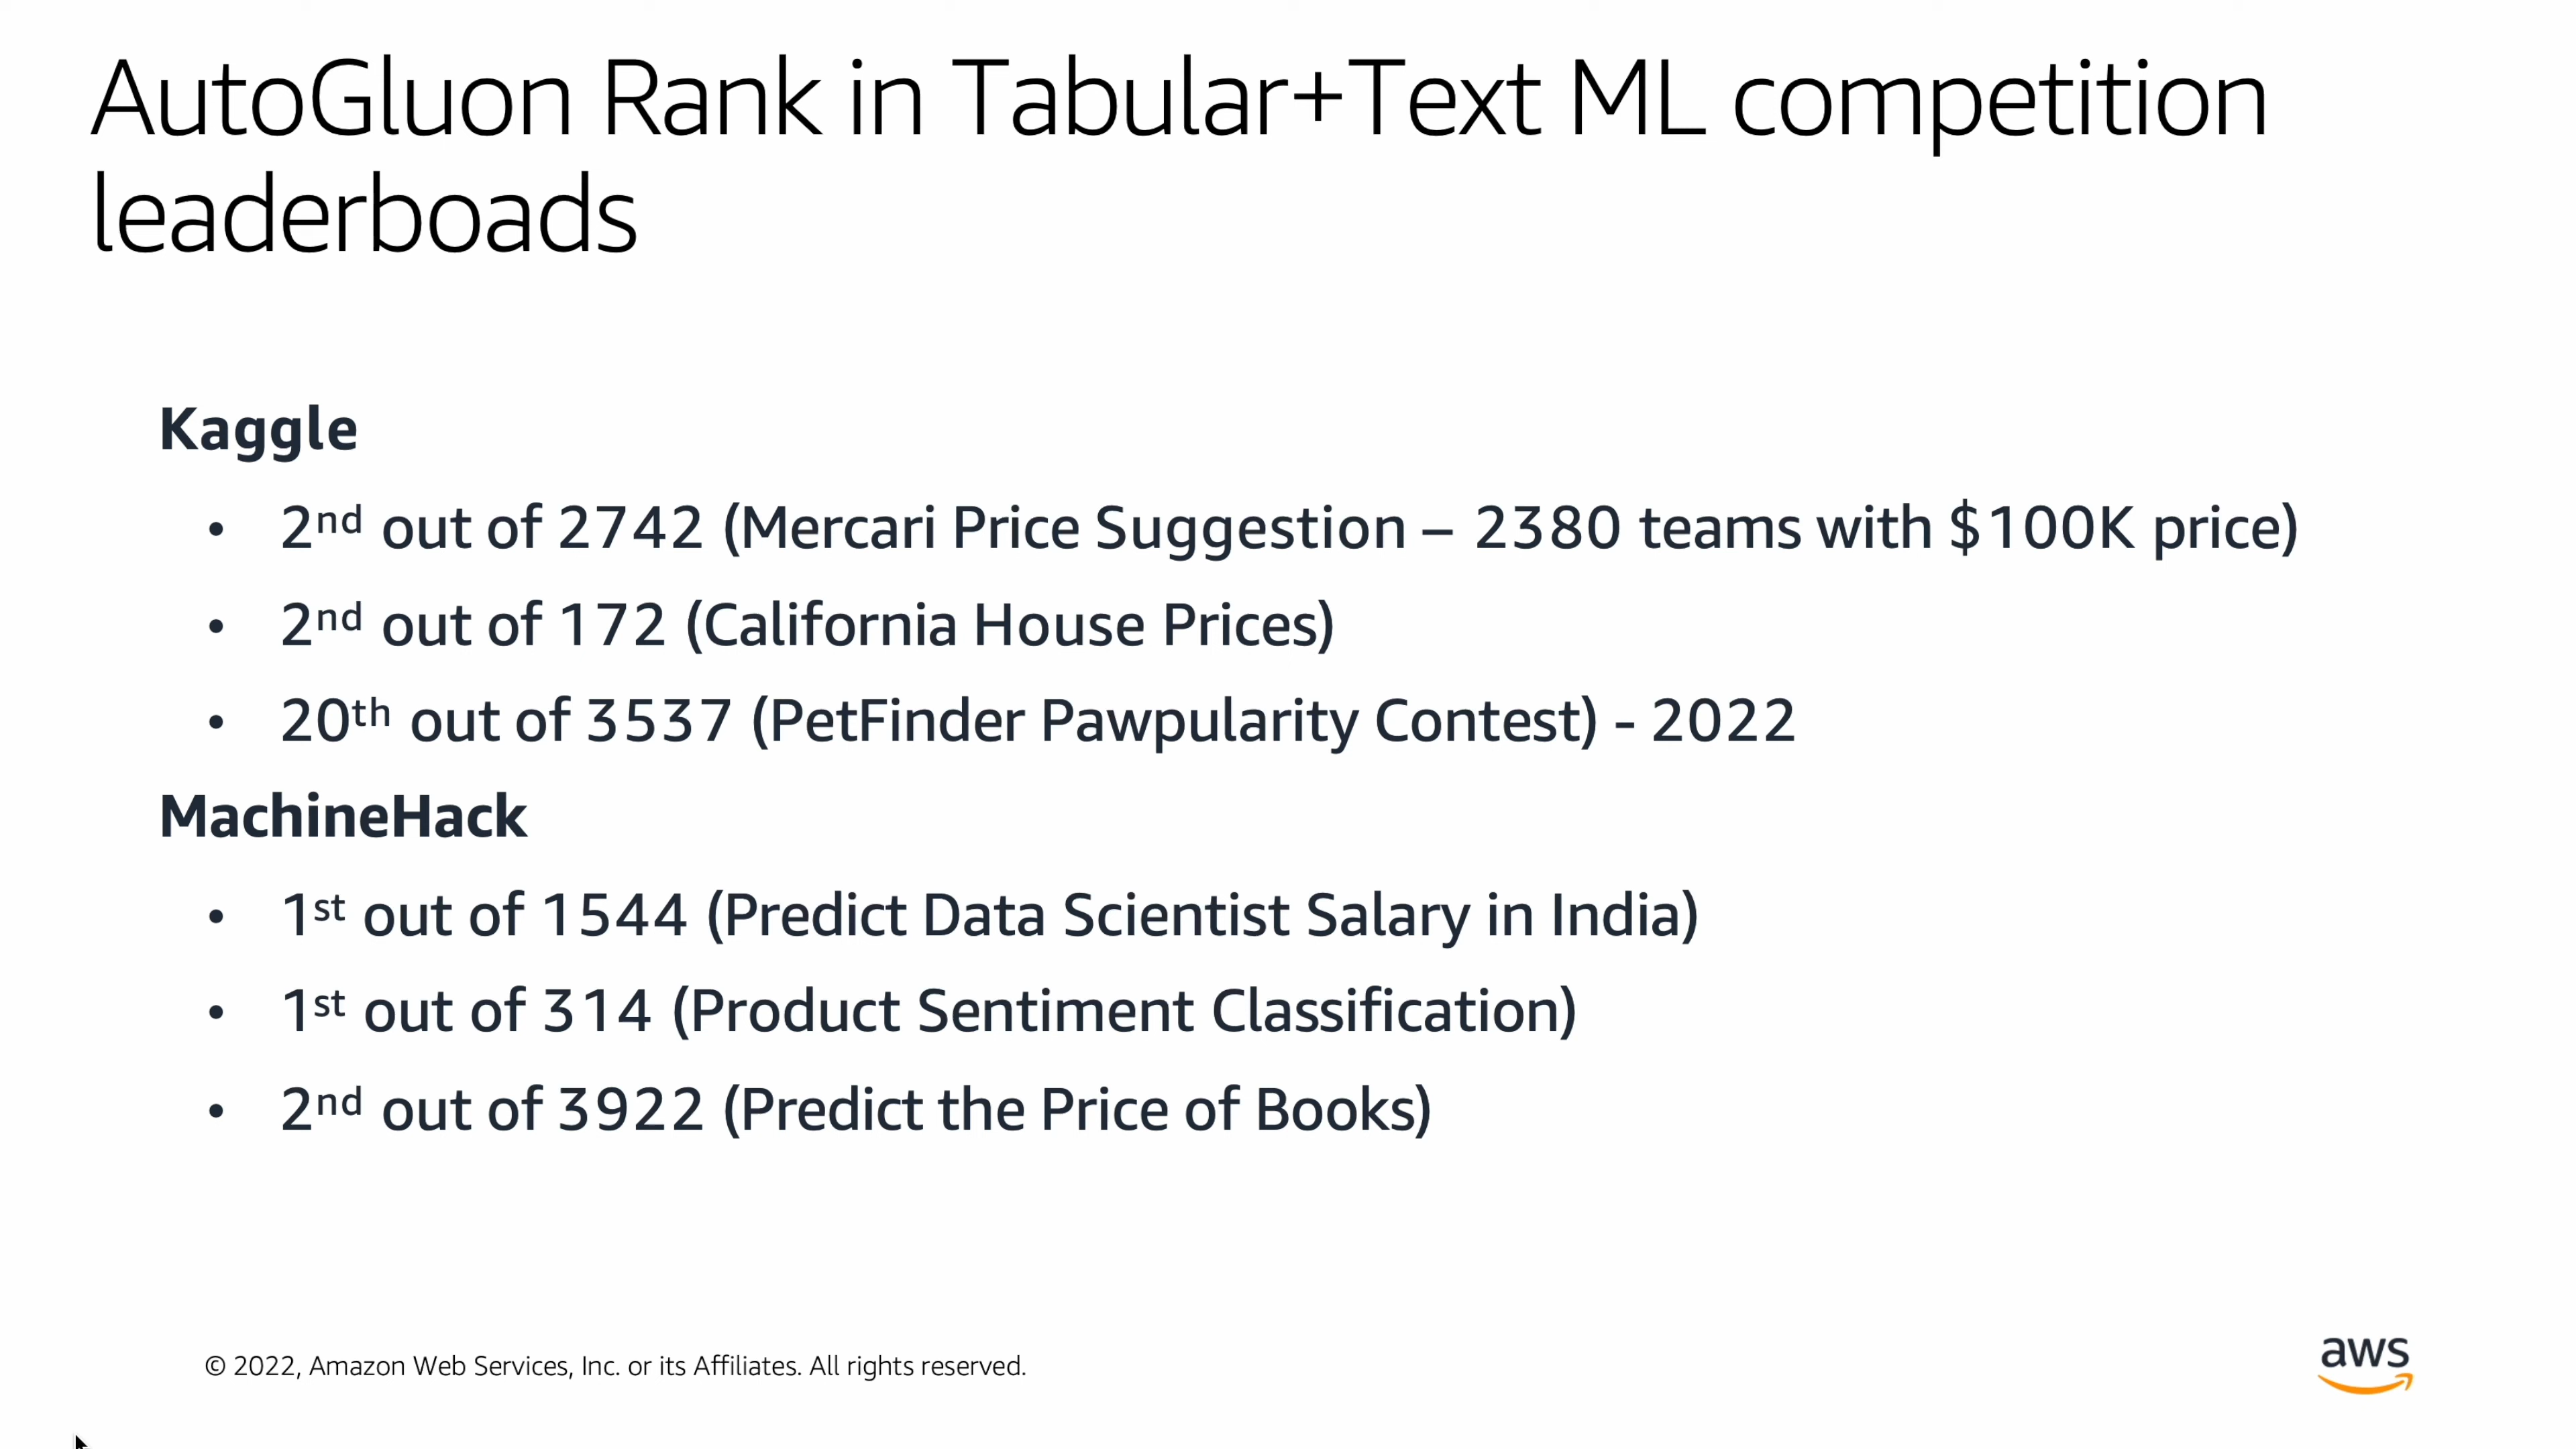 AutoGluon Rank in Tabular+Text ML competition
leaderboads
Kaggle
• 2nd out of 2742 (Mercari Price Suggestion – 2380 teams with $100K price)
• 2nd out of 172 (California House Prices)
• 20th out of 3537 (PetFinder Pawpularity Contest) - 2022
MachineHack
• 1st out of 1544 (Predict Data Scientist Salary in India)
• 1st out of 314 (Product Sentiment Classification)
• 2nd out of 3922 (Predict the Price of Books)
© 2022, Amazon Web Services, Inc. or its Affiliates. All rights reserved.
aws